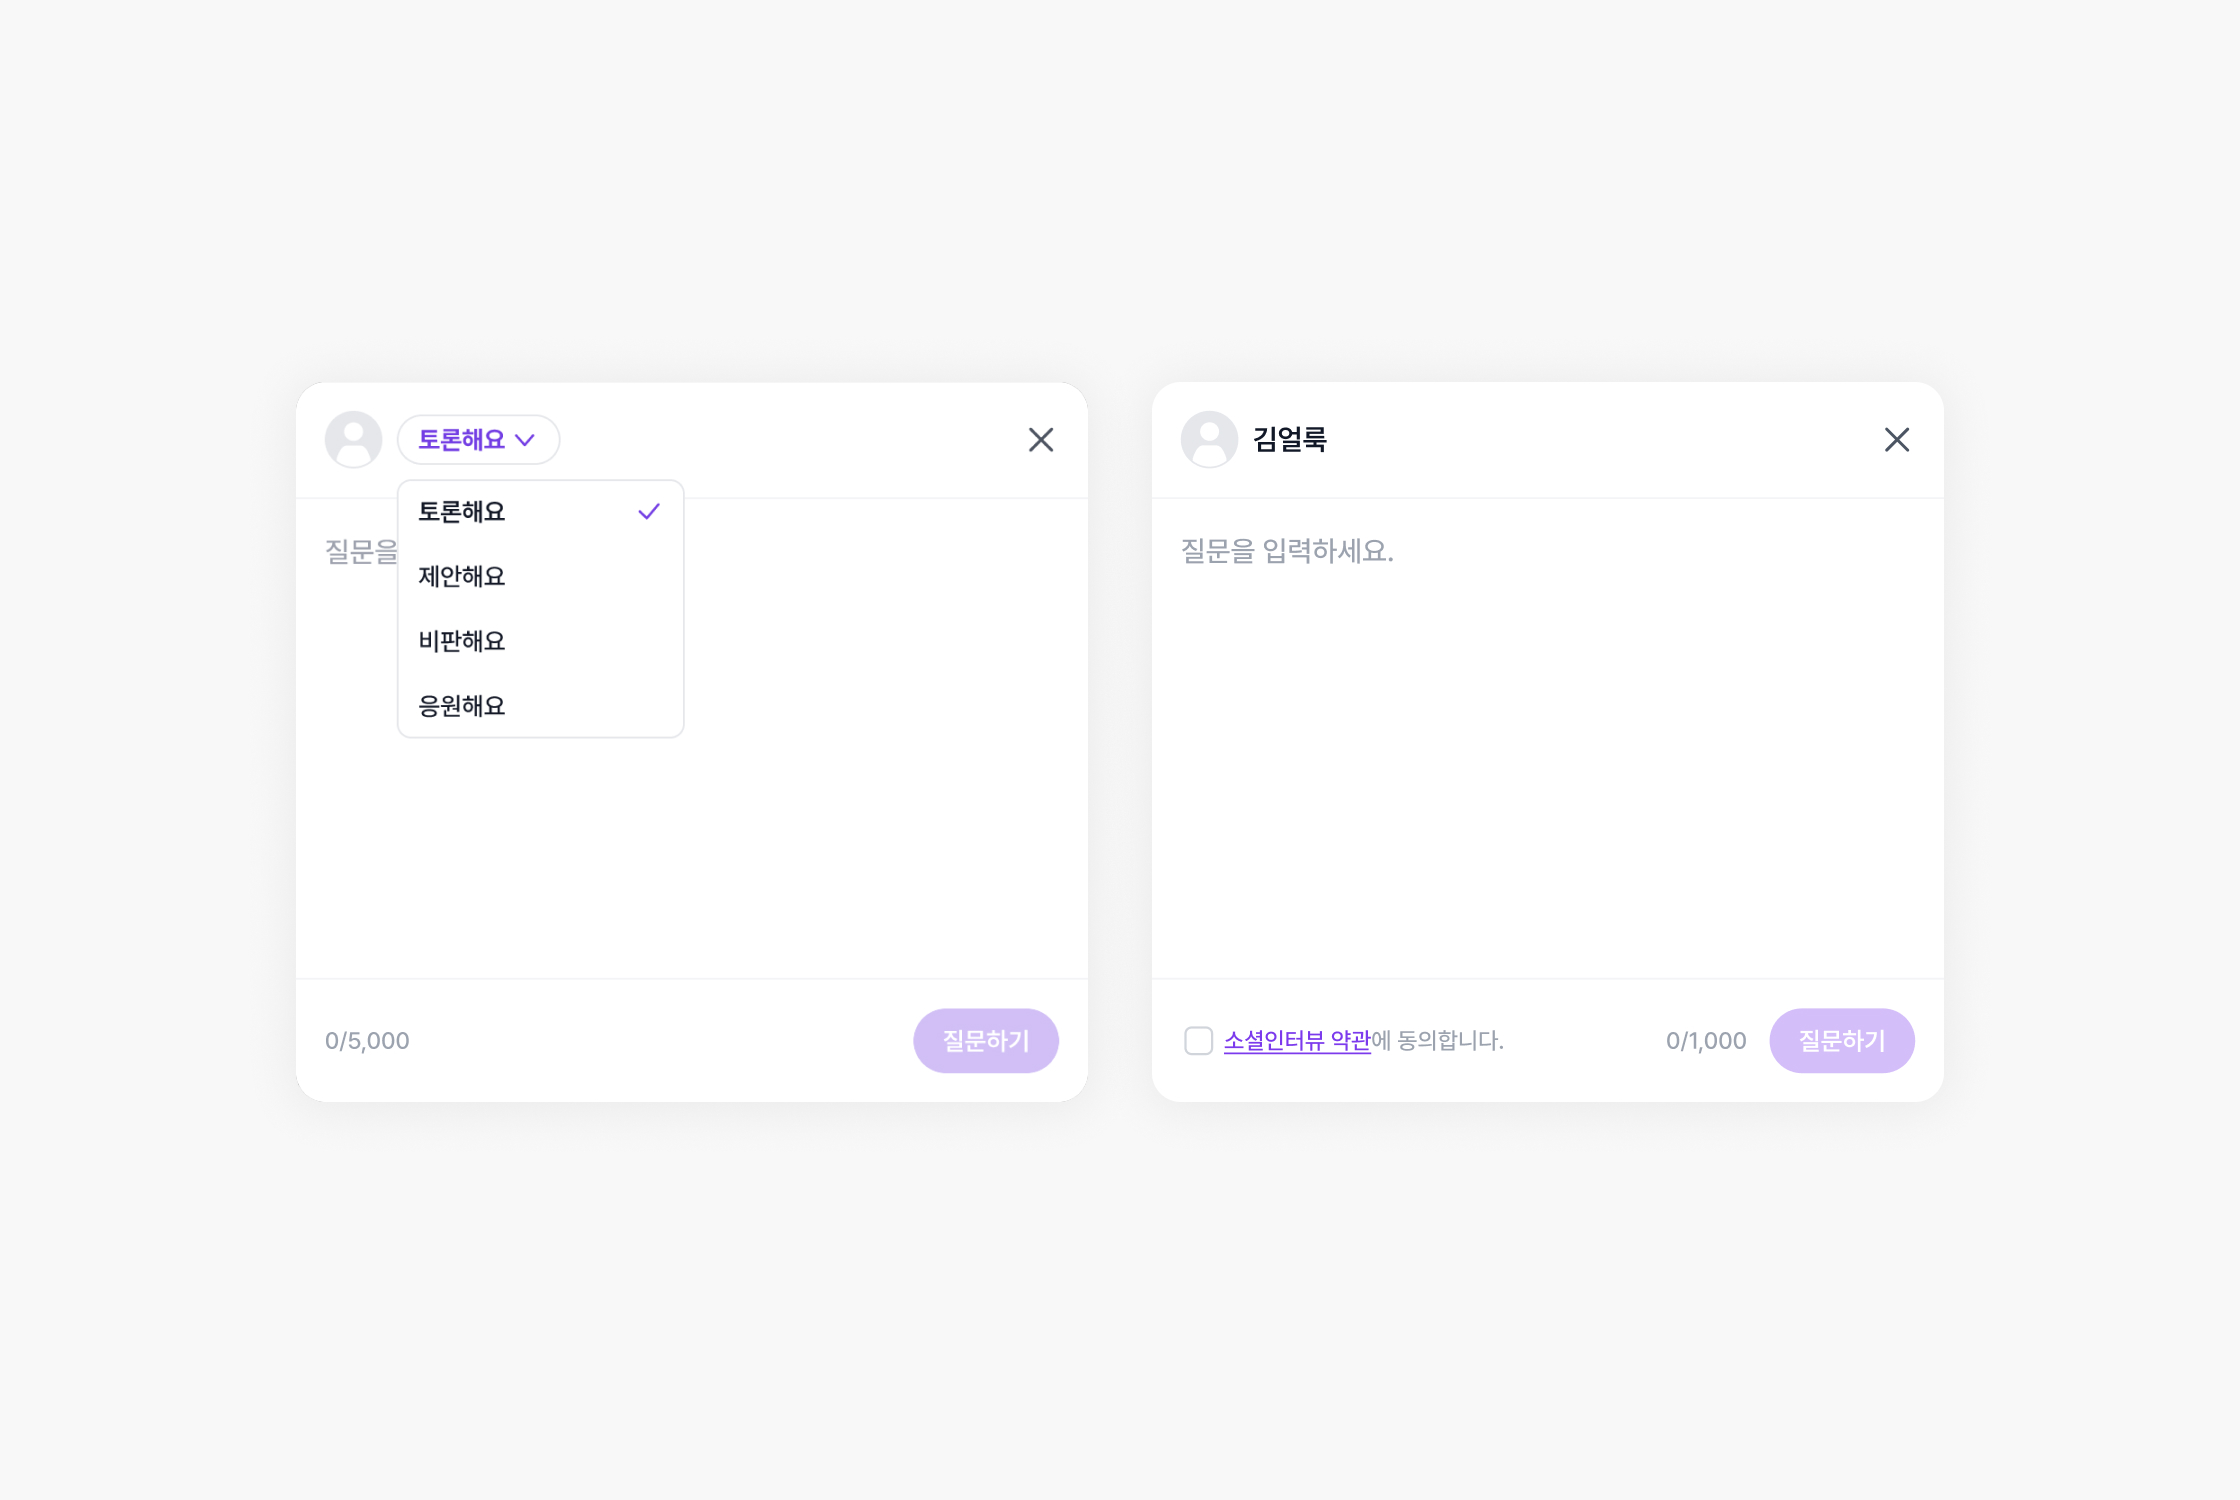 토론해요
토론해요
제안해요
비판해요
응원해요
질문을
0/5,000
질문하기
김얼룩
질문을 입력하세요.
소셜인터뷰 약관에 동의합니다.
0/1,000
질문하기